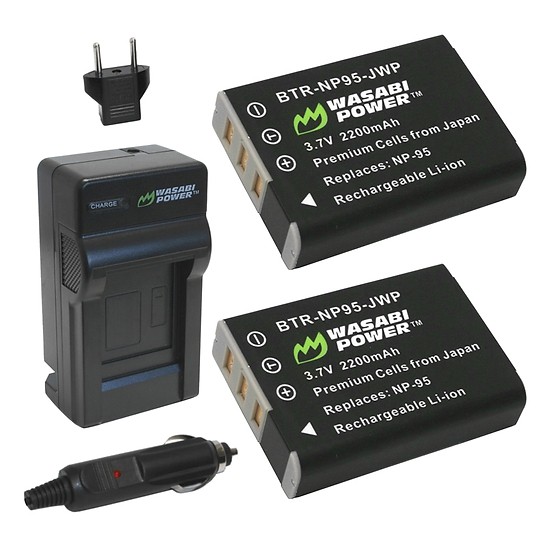 CHARGE
WASABI
POWER™
BTR-NP95-JWP
WASABI
POWER™
3.7V 2200mAh
Premium Cells from Japan
Replaces: NP-95
Rechargeable Li-ion
T
BTR-NP95-JWP
WASABI
POWER™
3.7V 2200mAh
Premium Cells from Japan
Replaces: NP-95
Rechargeable Li-ion
T